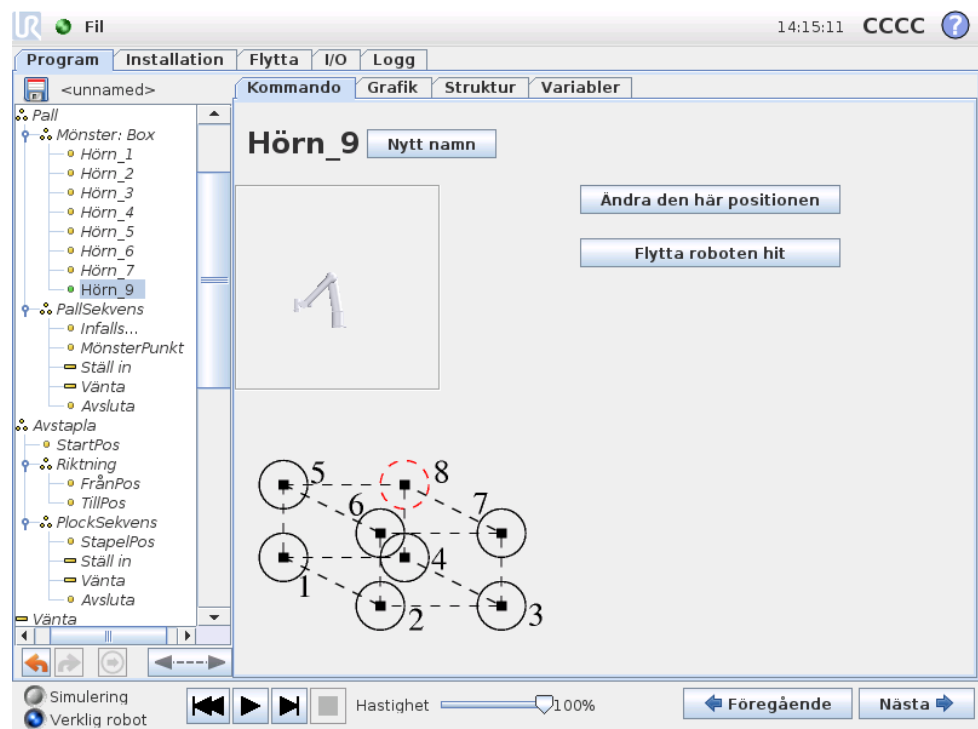 UR Fil 14:15:11 CCCC ?
Program Installation Flytta I/O Logg
<unnamed>
Kommando Grafik Struktur Variabler
Pall
Mönster: Box
Hörn_1
Hörn_2
Hörn_3
Hörn_4
Hörn_5
Hörn_6
Hörn_7
Hörn_9
PallSekvens
Infalls...
MönsterPunkt
Ställ in
Vänta
Avsluta
Avstapla
StartPos
Riktning
FrånPos
TillPos
PlockSekvens
StapelPos
Ställ in
Vänta
Avsluta
Vänta
Hörn_9 Nytt namn
Ändra den här positionen
Flytta roboten hit
5 8
6 7
1 4
2 3
Simulering
Verklig robot
Hastighet 100%
Föregående Nästa